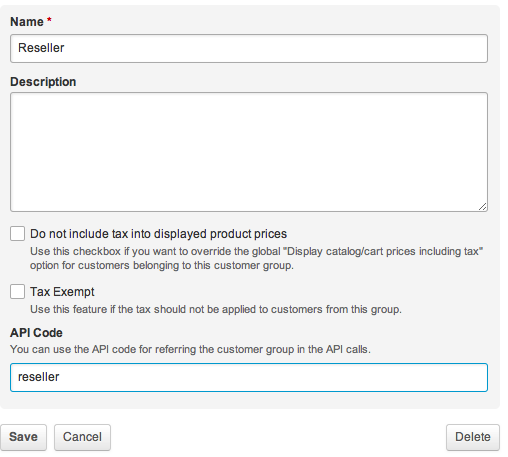 Name *
Reseller
Description
Do not include tax into displayed product prices
Use this checkbox if you want to override the global "Display catalog/cart prices including tax"
option for customers belonging to this customer group.
Tax Exempt
Use this feature if the tax should not be applied to customers from this group.
API Code
You can use the API code for referring the customer group in the API calls.
reseller
Save Cancel Delete